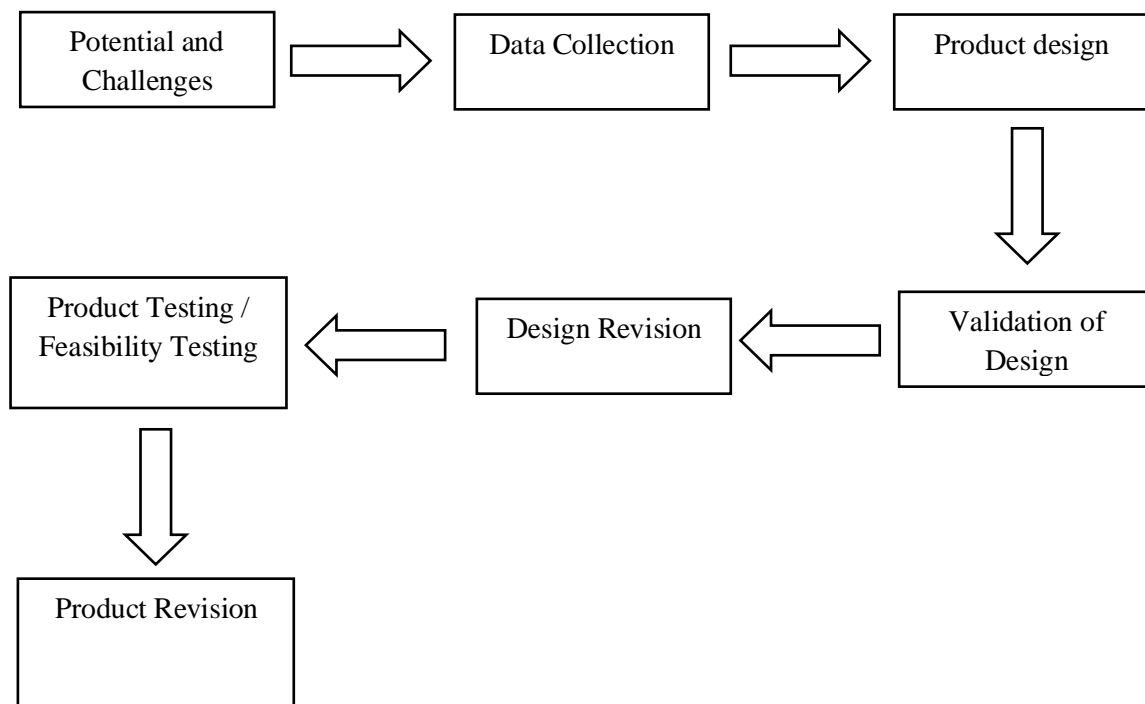 Potential and
Challenges
Data Collection
Product design
Validation of
Design
Design Revision
Product Testing /
Feasibility Testing
Product Revision